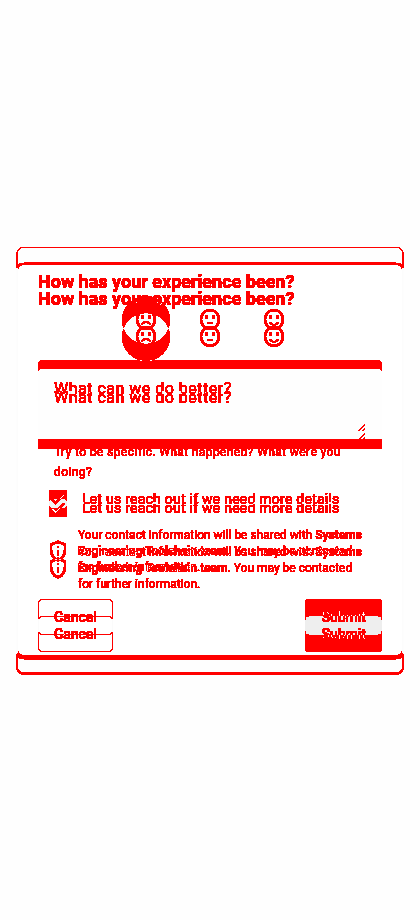 How has your experience been?
How has your experience been?
What can we do better?
What can we do better?
Try to be specific. What happened? What were you
doing?
Let us reach out if we need more details
Let us reach out if we need more details
Your contact information will be shared with Systems
team. You may be contacted
for further information.
Cancel
Submit
Cancel
Submit